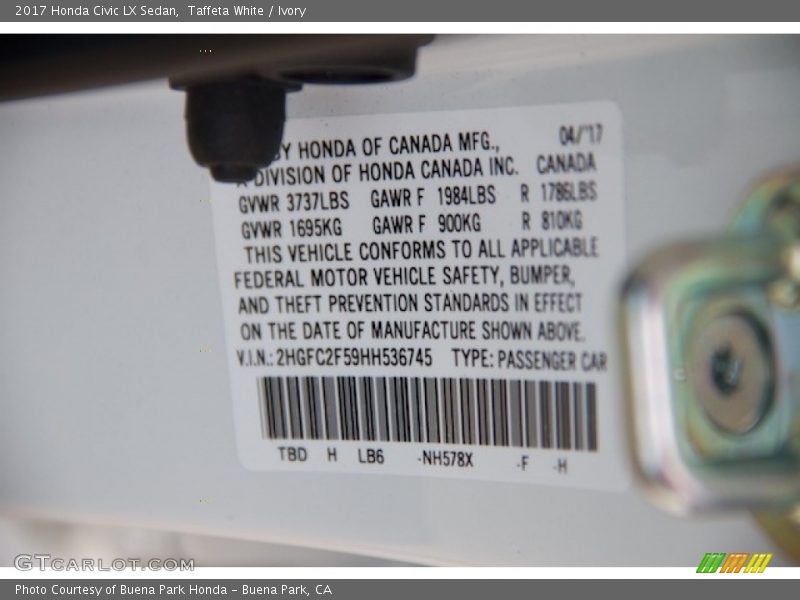 2017 Honda Civic LX Sedan, Taffeta White / Ivory
BY HONDA OF CANADA MFG., 04/'17
A DIVISION OF HONDA CANADA INC. CANADA
GVWR 3737LBS GAWR F 1984LBS R 1786LBS
GVWR 1695KG GAWR F 900KG R 810KG
THIS VEHICLE CONFORMS TO ALL APPLICABLE
FEDERAL MOTOR VEHICLE SAFETY, BUMPER,
AND THEFT PREVENTION STANDARDS IN EFFECT
ON THE DATE OF MANUFACTURE SHOWN ABOVE.
V.I.N.: 2HGFC2F59HH536745 TYPE: PASSENGER CAR
TBD H LB6 -NH578X -F -H
GTCARLOT.COM
Photo Courtesy of Buena Park Honda – Buena Park, CA